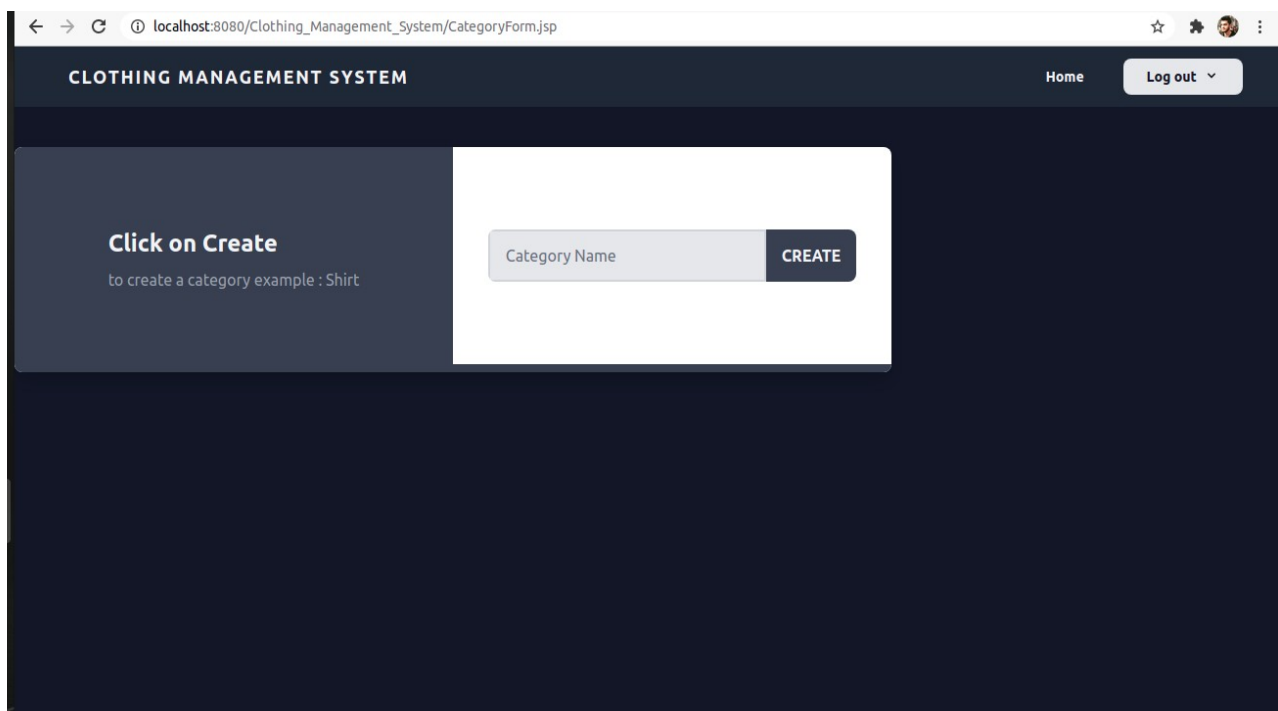 localhost:8080/Clothing_Management_System/CategoryForm.jsp
CLOTHING MANAGEMENT SYSTEM
Home
Log out
Click on Create
to create a category example : Shirt
Category Name
CREATE